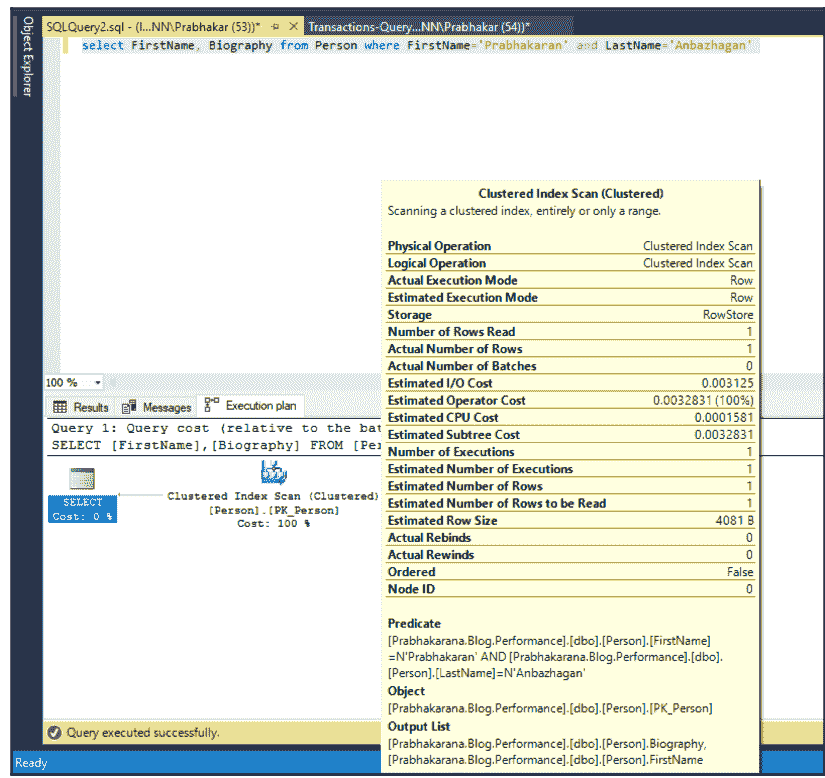 Object Explorer
SQLQuery2.sql - (l...NN\Prabhakar (53))*
Transactions-Query...NN\Prabhakar (54))*
select FirstName, Biography from Person where FirstName='Prabhakaran' and LastName='Anbazhagan'
Clustered Index Scan (Clustered)
Scanning a clustered index, entirely or only a range.
Physical Operation Clustered Index Scan
Logical Operation Clustered Index Scan
Actual Execution Mode Row
Estimated Execution Mode Row
Storage RowStore
Number of Rows Read 1
Actual Number of Rows 1
Actual Number of Batches 0
Estimated I/O Cost 0.003125
Estimated Operator Cost 0.0032831 (100%)
Estimated CPU Cost 0.0001581
Estimated Subtree Cost 0.0032831
Number of Executions 1
Estimated Number of Executions 1
Estimated Number of Rows 1
Estimated Number of Rows to be Read 1
Estimated Row Size 4081 B
Actual Rebinds 0
Actual Rewinds 0
Ordered False
Node ID 0
Predicate
[Prabhakarana.Blog.Performance].[dbo].[Person].[FirstName]
=N'Prabhakaran' AND [Prabhakarana.Blog.Performance].[dbo].
[Person].[LastName]=N'Anbazhagan'
Object
[Prabhakarana.Blog.Performance].[dbo].[Person].[PK_Person]
Output List
[Prabhakarana.Blog.Performance].[dbo].[Person].Biography,
[Prabhakarana.Blog.Performance].[dbo].[Person].FirstName
100 %
Results
Messages
Execution plan
Query 1: Query cost (relative to the bat
SELECT [FirstName],[Biography] FROM [Pe
SELECT
Cost: 0 %
Clustered Index Scan (Clustered)
[Person].[PK_Person]
Cost: 100 %
Query executed successfully.
Ready